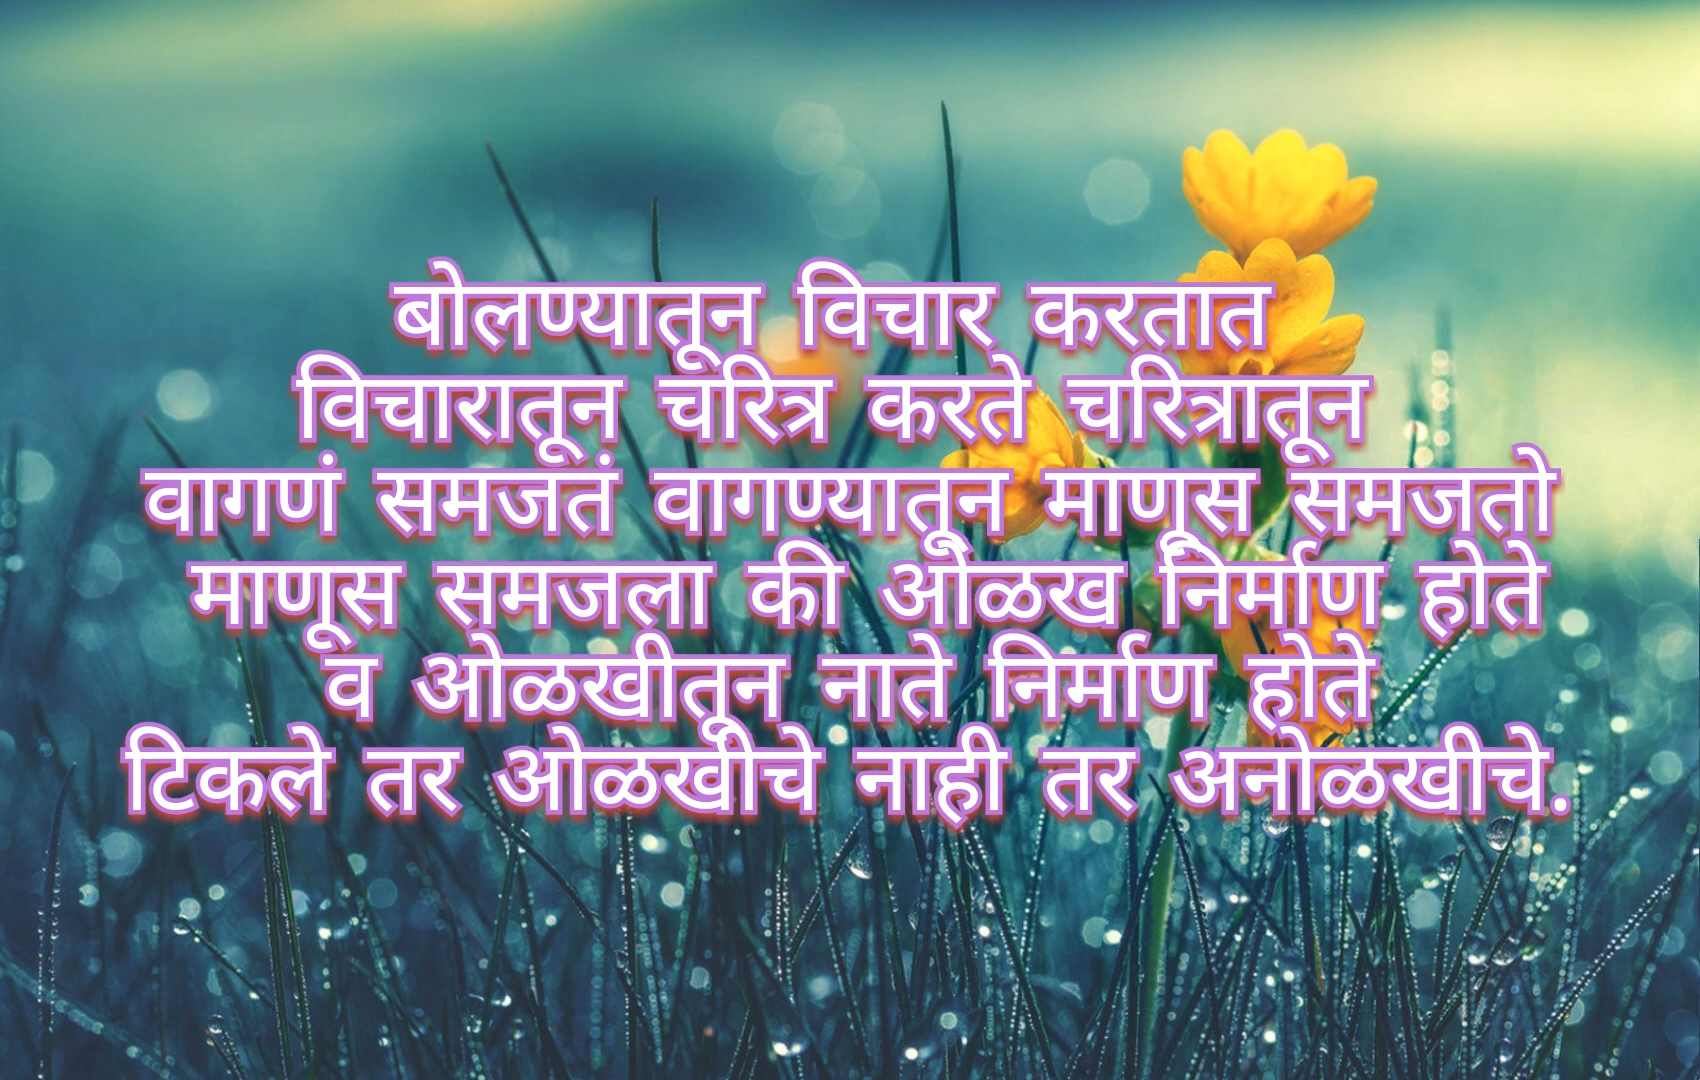 बोलण्यातून विचार करतात
विचारातून चरित्र करते चरित्रातून
वागणं समजतं वागण्यातून माणूस समजतो
माणूस समजला की ओळख निर्माण होते
व ओळखीतून नाते निर्माण होते
टिकले तर ओळखीचे नाही तर अनोळखीचे.